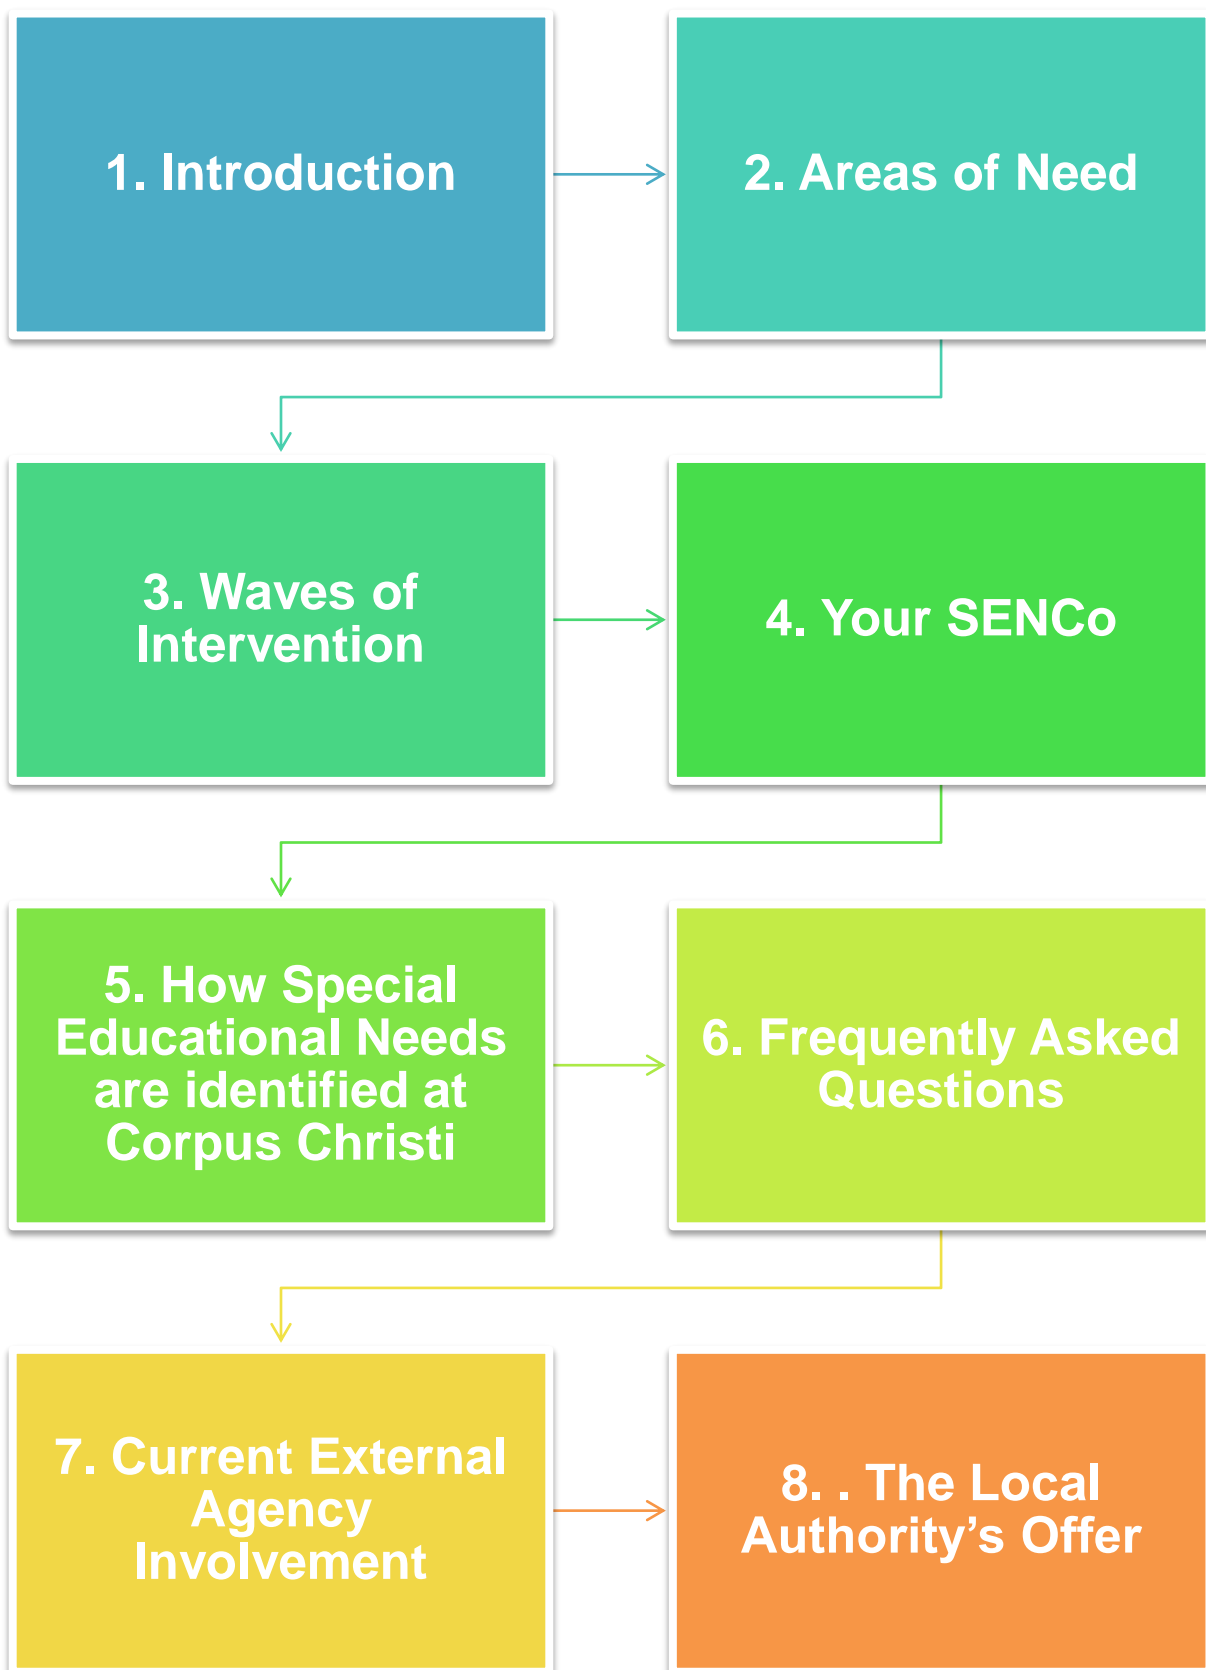 1. Introduction
2. Areas of Need
3. Waves of
Intervention
4. Your SENCo
5. How Special
Educational Needs
are identified at
Corpus Christi
6. Frequently Asked
Questions
7. Current External
Agency
Involvement
8. . The Local
Authority’s Offer